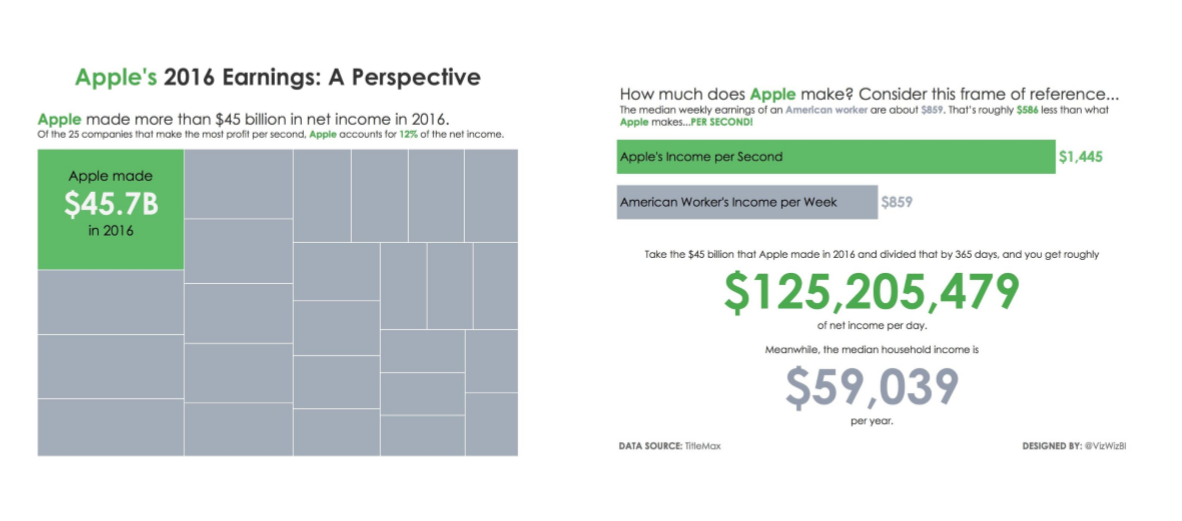 Apple's 2016 Earnings: A Perspective
Apple made more than $45 billion in net income in 2016.
Of the 25 companies that make the most profit per second, Apple accounts for 12% of the net income.
Apple made
$45.7B
in 2016
How much does Apple make? Consider this frame of reference...
The median weekly earnings of an American worker are about $859. That's roughly $586 less than what
Apple makes...PER SECOND!
Apple's Income per Second
$1,445
American Worker's Income per Week
$859
Take the $45 billion that Apple made in 2016 and divided that by 365 days, and you get roughly
$125,205,479
of net income per day.
Meanwhile, the median household income is
$59,039
per year.
DATA SOURCE: TitleMax
DESIGNED BY: @VizWizBI